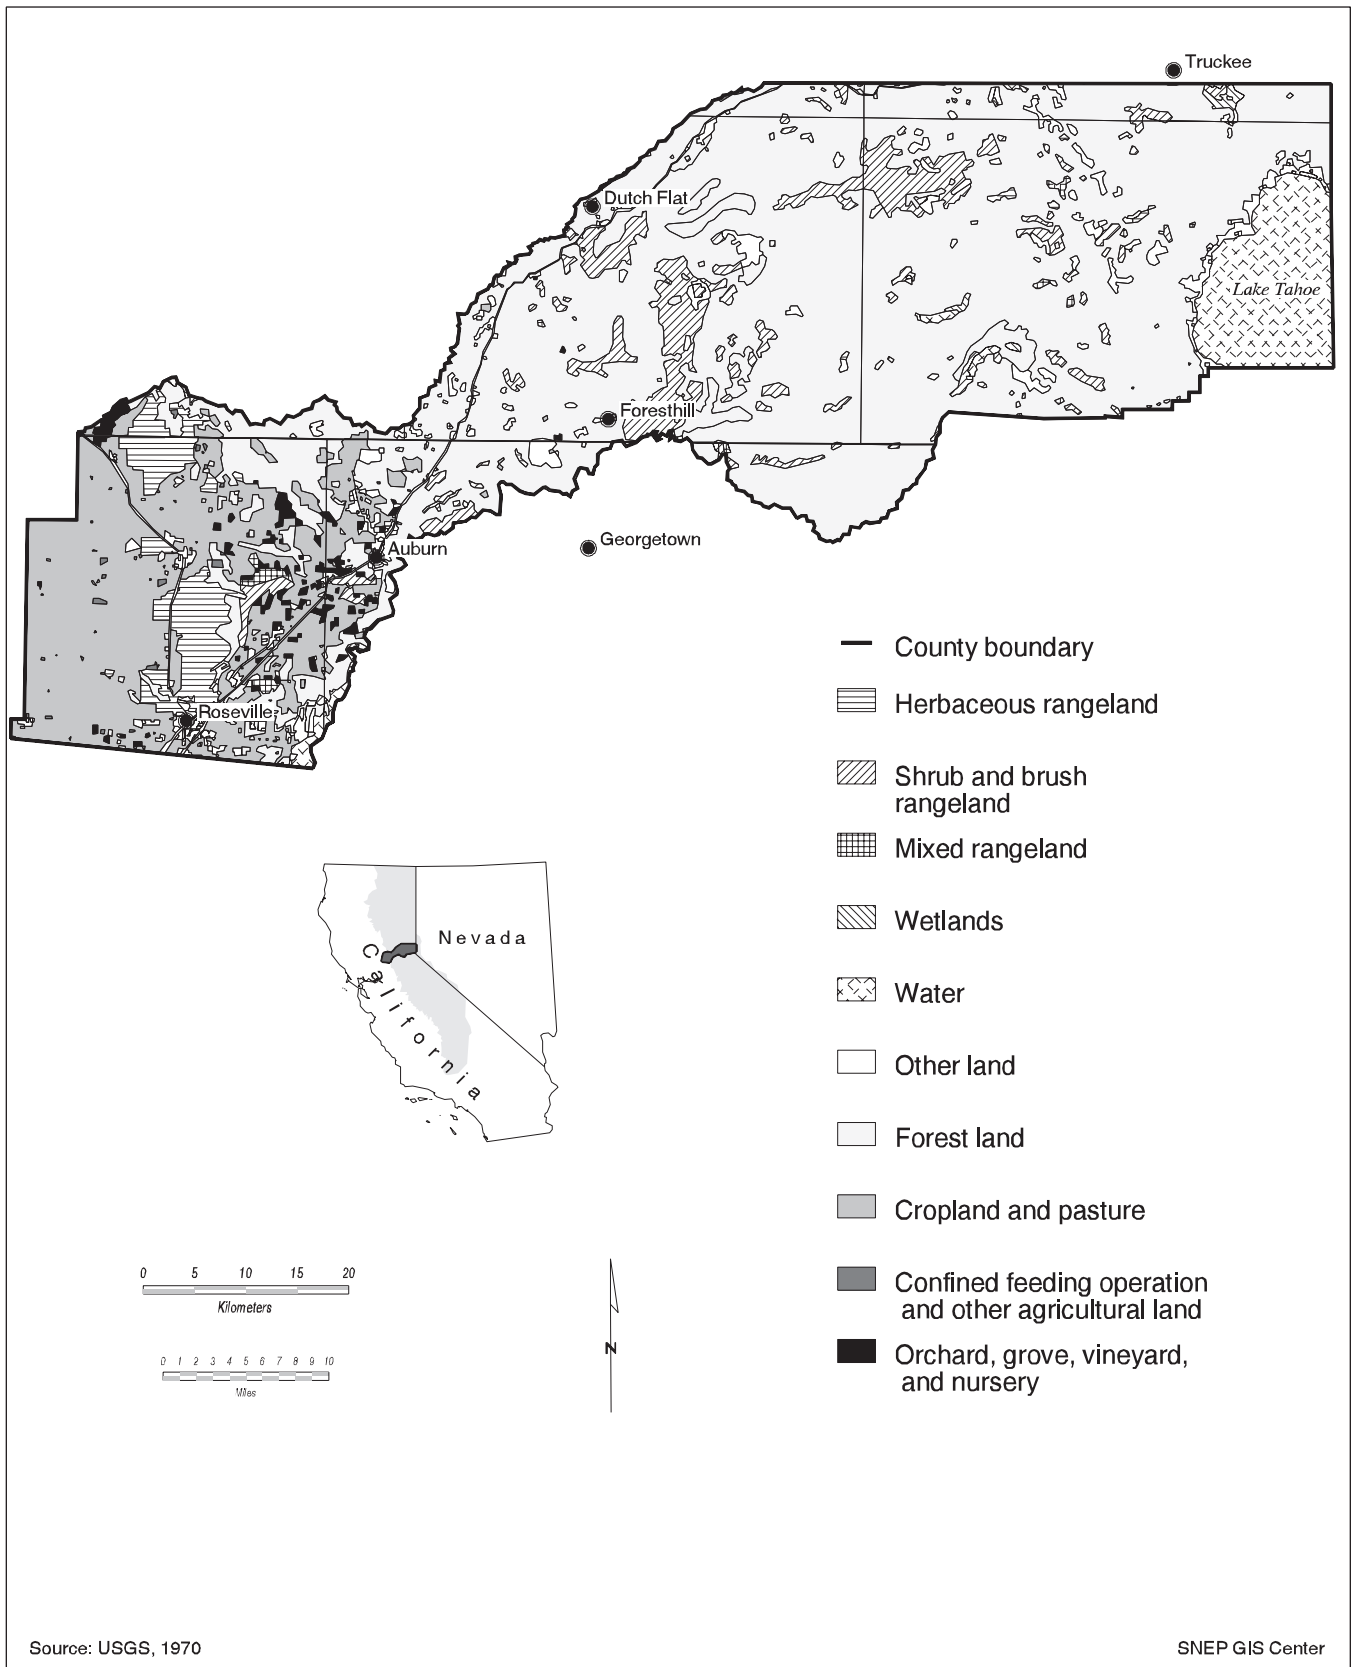 Truckee
Dutch Flat
Lake Tahoe
Foresthill
Georgetown
Auburn
Roseville
County boundary
Herbaceous rangeland
Shrub and brush
rangeland
Mixed rangeland
Wetlands
Water
Other land
Forest land
Cropland and pasture
Confined feeding operation
and other agricultural land
Orchard, grove, vineyard,
and nursery
Nevada
California
0 5 10 15 20
Kilometers
0 1 2 3 4 5 6 7 8 9 10
Miles
N
Source: USGS, 1970
SNEP GIS Center